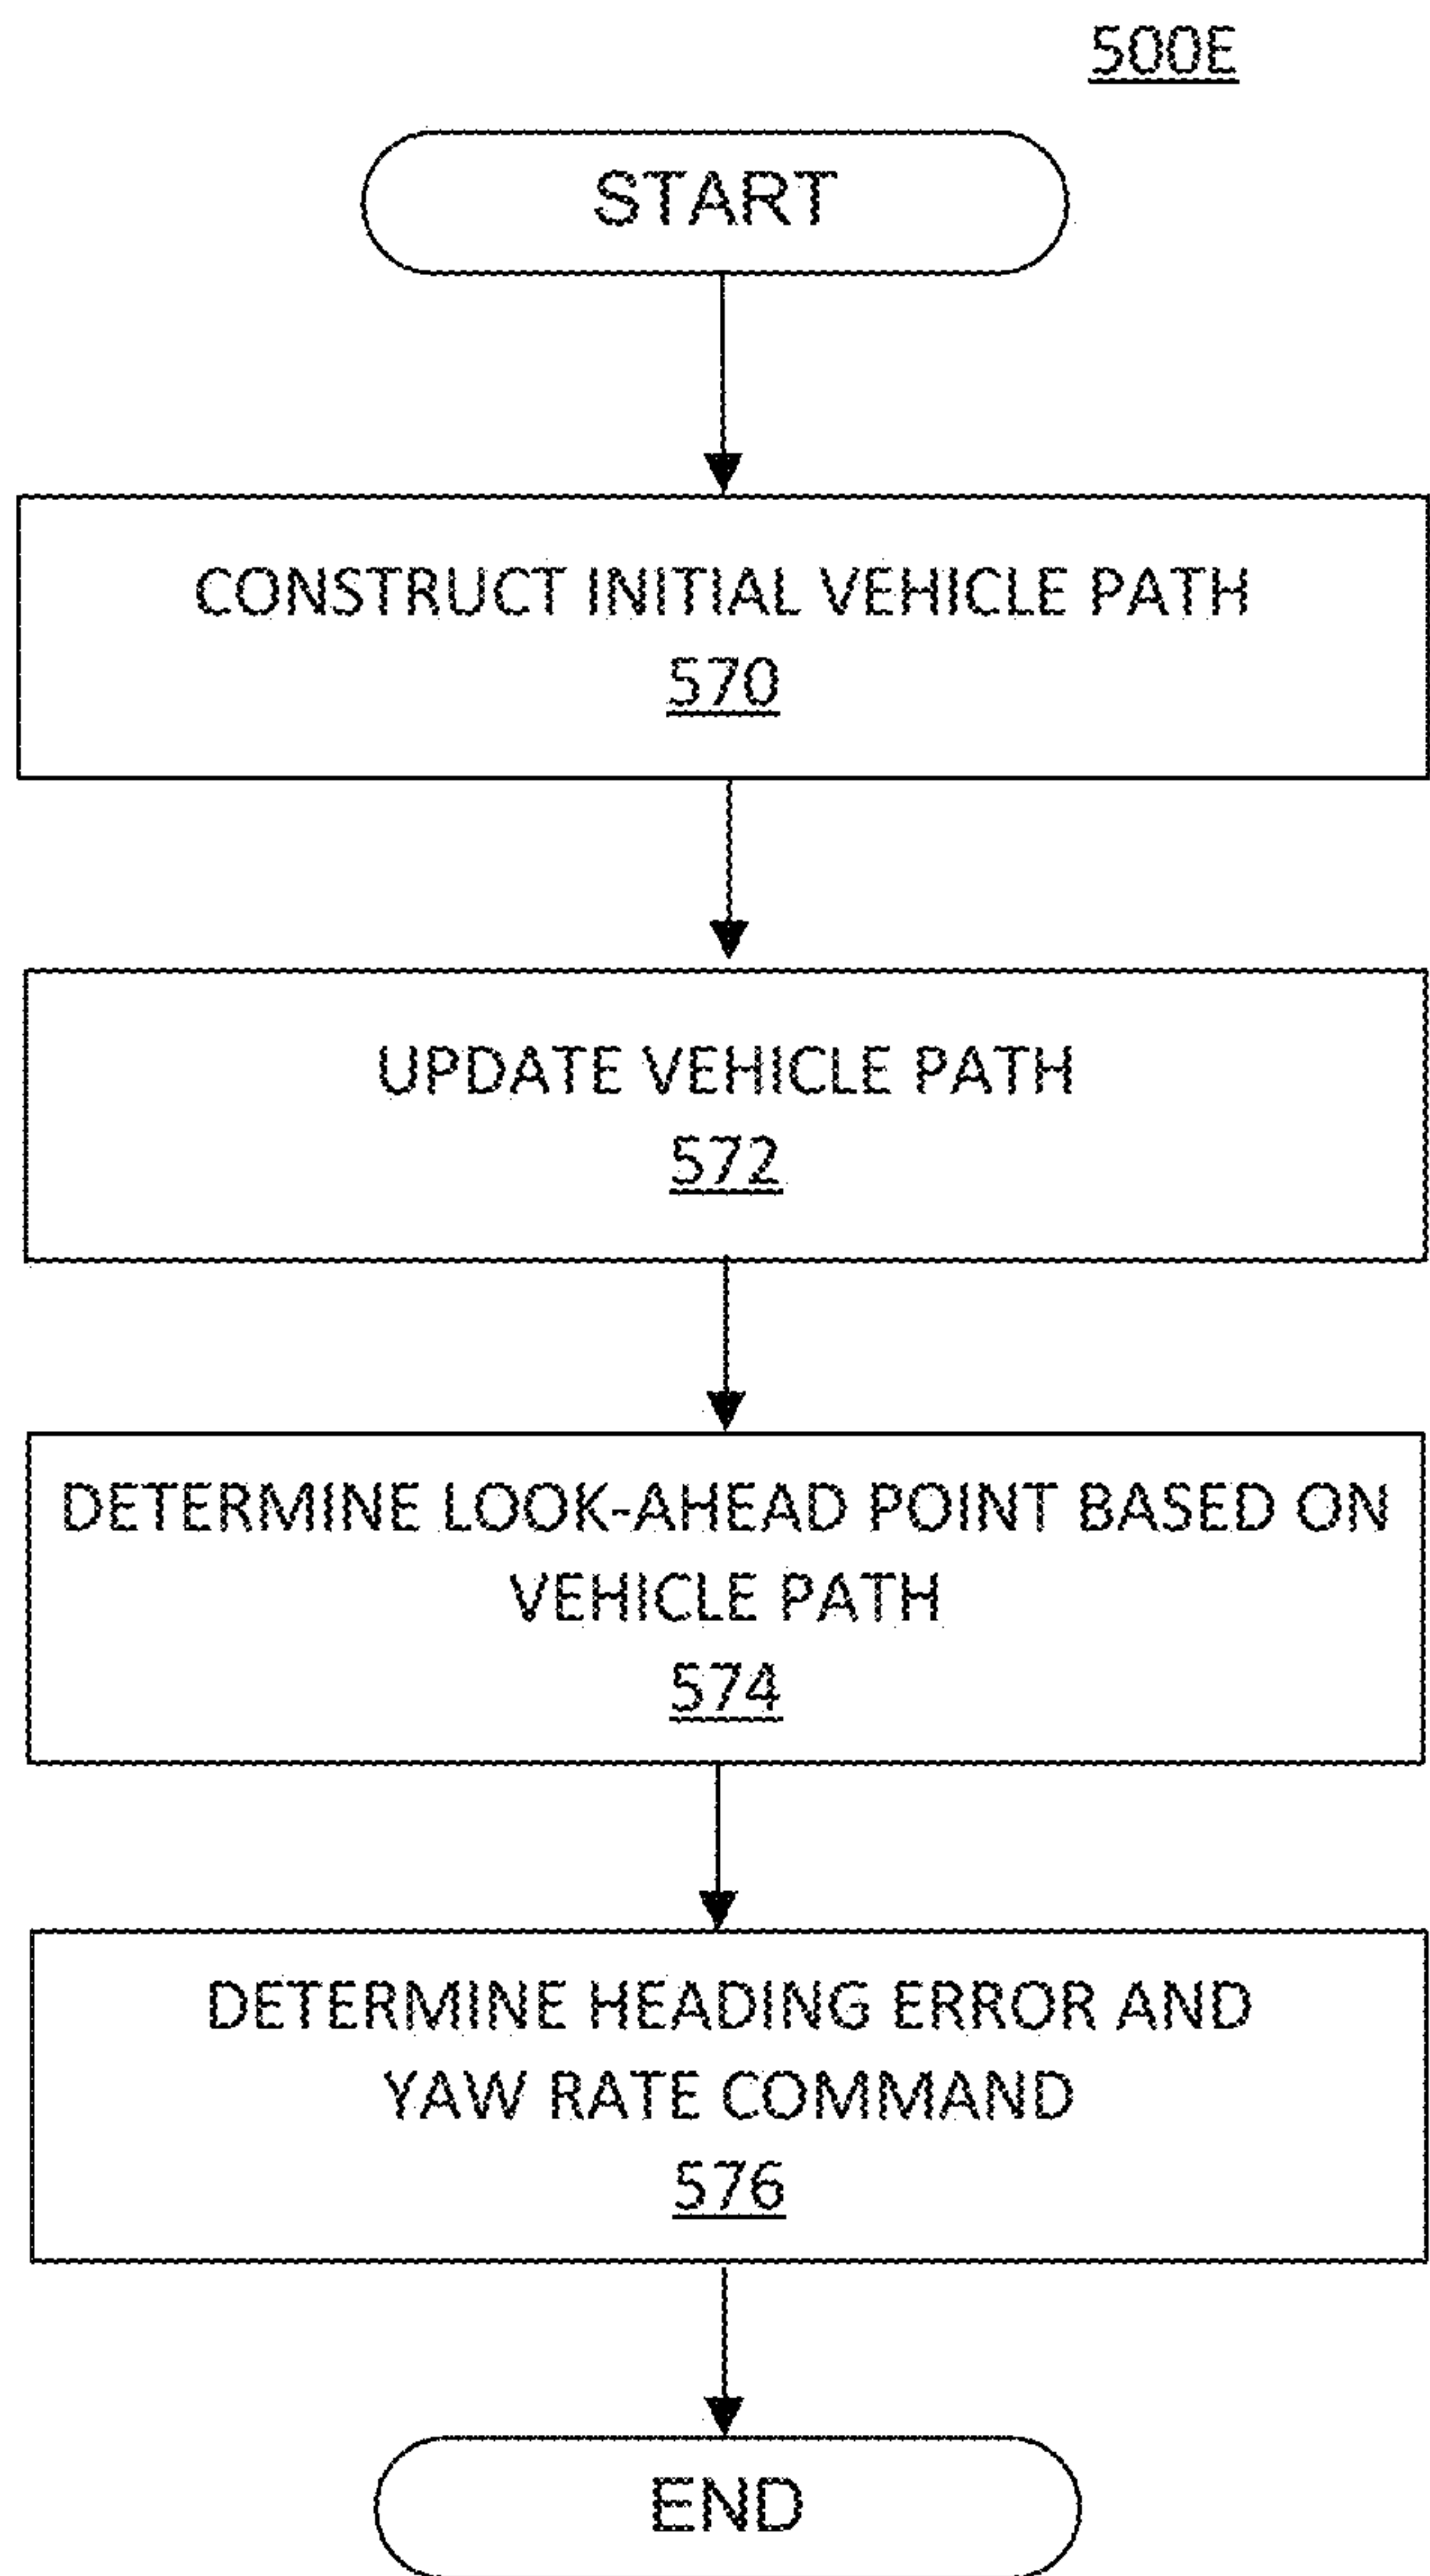 500E
START
CONSTRUCT INITIAL VEHICLE PATH
570
UPDATE VEHICLE PATH
572
DETERMINE LOOK-AHEAD POINT BASED ON
VEHICLE PATH
574
DETERMINE HEADING ERROR AND
YAW RATE COMMAND
576
END